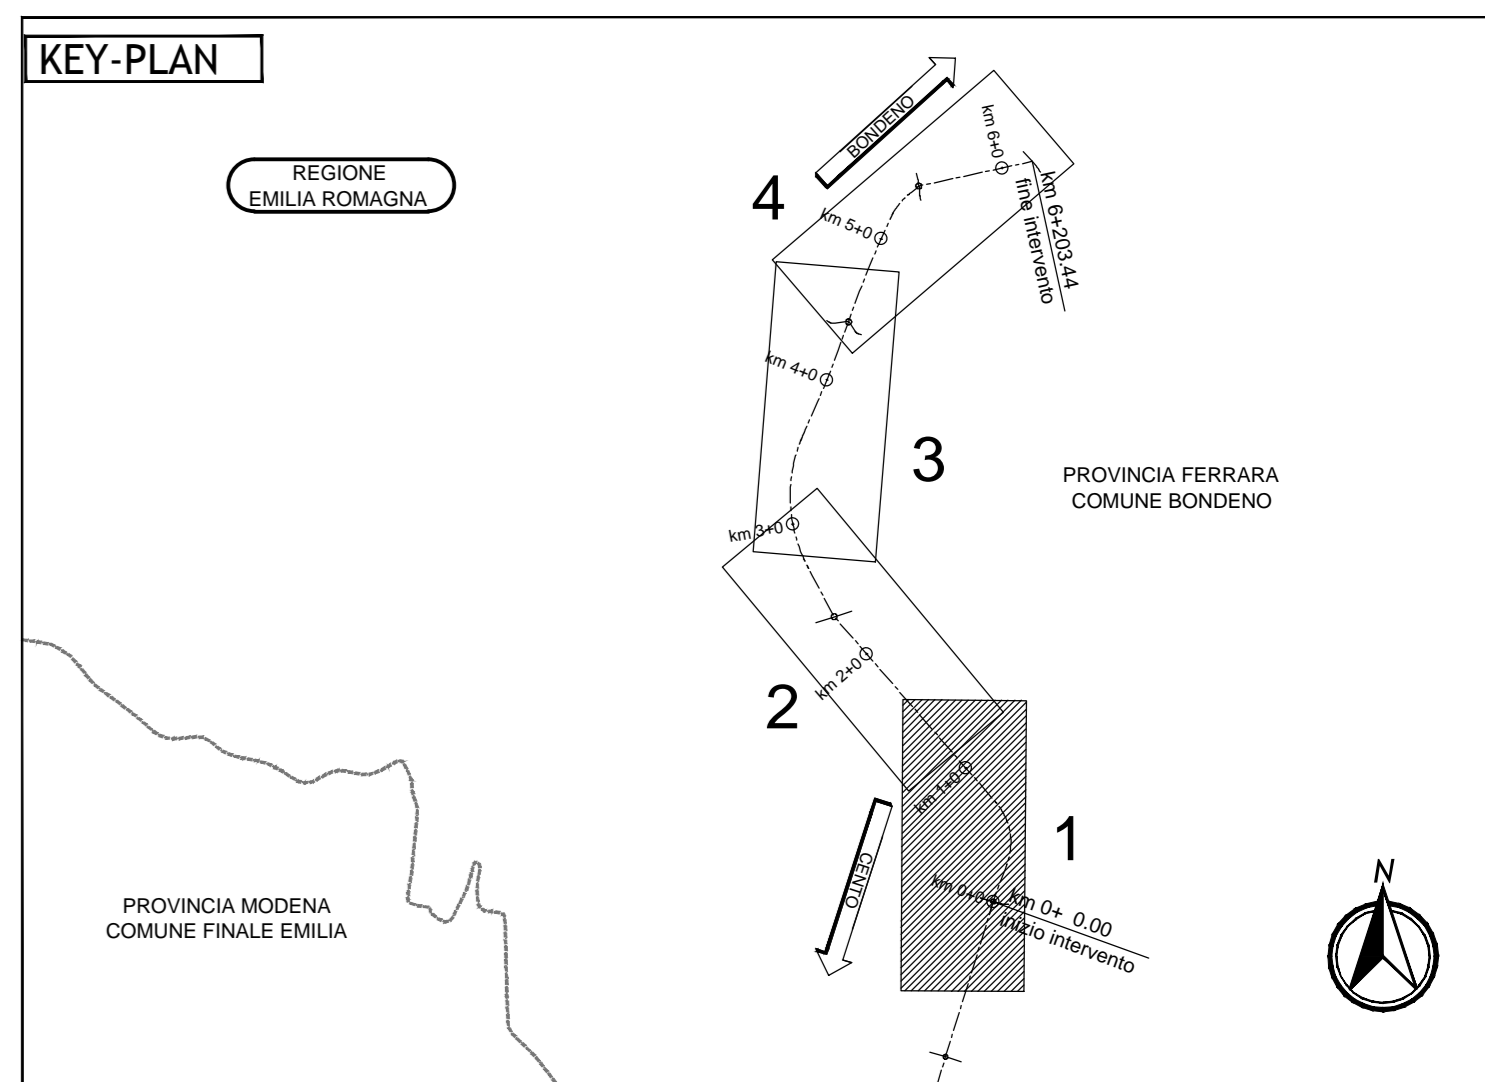 KEY-PLAN
REGIONE
EMILIA ROMAGNA
BONDENO
km 6+0
4
km 5+0
km 6+203.44
fine intervento
km 4+0
3
PROVINCIA FERRARA
COMUNE BONDENO
km 3+0
km 2+0
2
km 1+0
1
CENTO
km 0+0
km 0+ 0.00
inizio intervento
PROVINCIA MODENA
COMUNE FINALE EMILIA
N